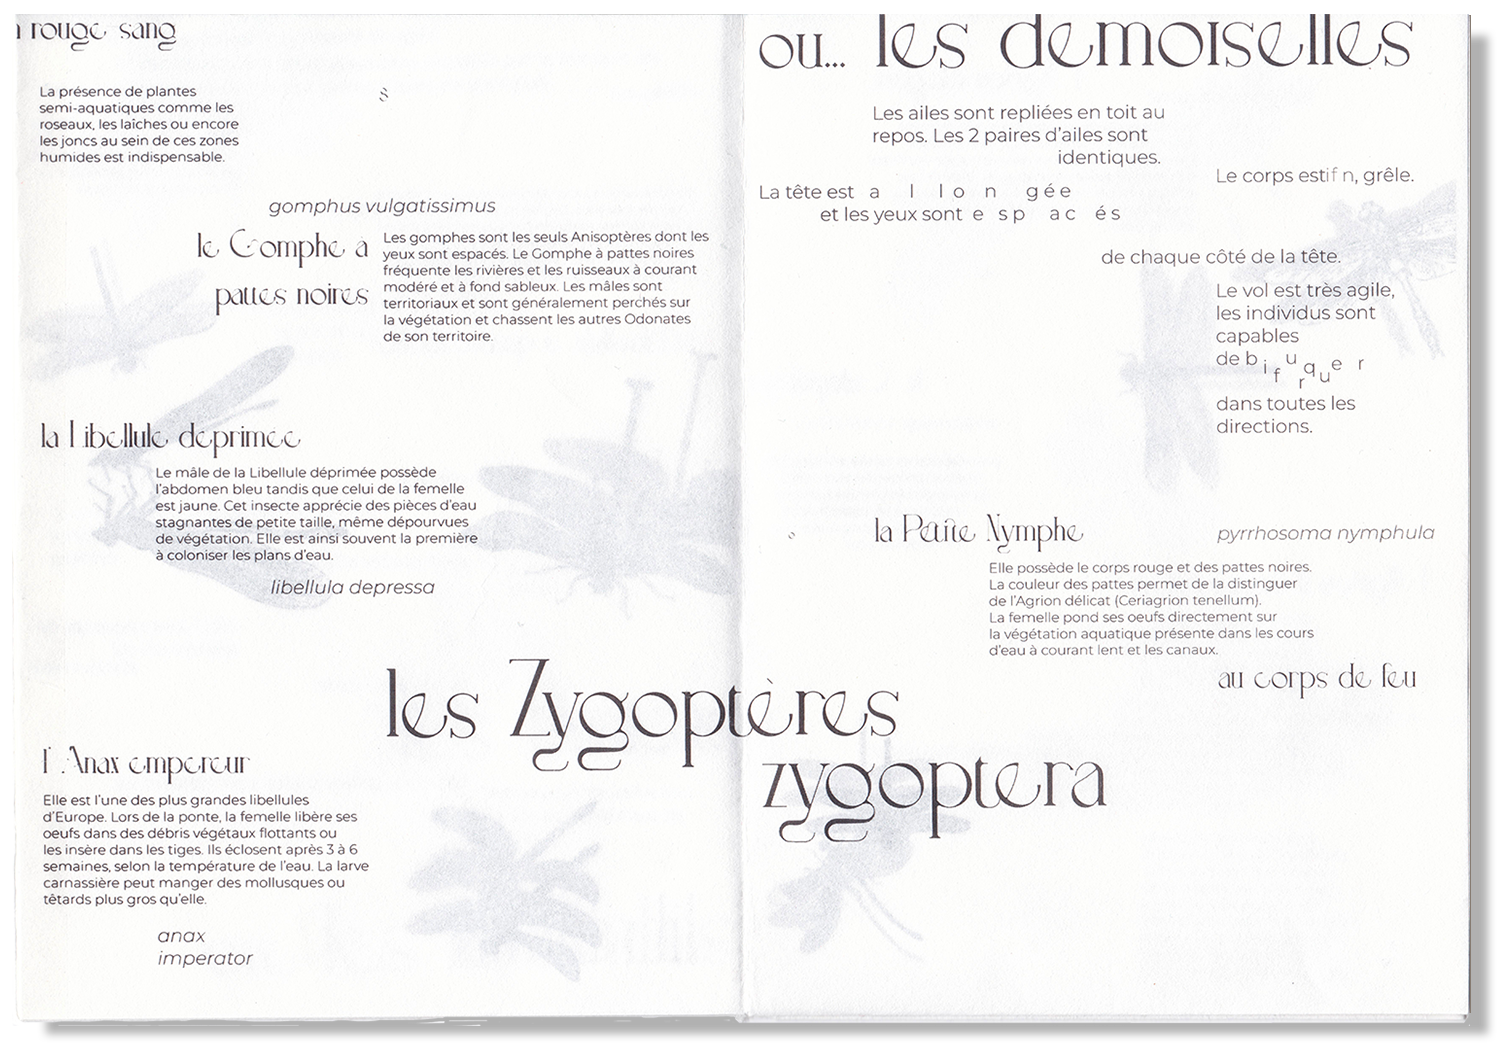 rouge sang
La présence de plantes
semi-aquatiques comme les
roseaux, les laîches ou encore
les joncs au sein de ces zones
humides est indispensable.
gomphus vulgatissimus
le Gomphe à
pattes noires
Les gomphes sont les seuls Anisoptères dont les
yeux sont espacés. Le Gomphe à pattes noires
fréquente les rivières et les ruisseaux à courant
modéré et à fond sableux. Les mâles sont
territoriaux et sont généralement perchés sur
la végétation et chassent les autres Odonates
de son territoire.
la Libellule déprimée
Le mâle de la Libellule déprimée possède
l'abdomen bleu tandis que celui de la femelle
est jaune. Cet insecte apprécie des pièces d'eau
stagnantes de petite taille, même dépourvues
de végétation. Elle est ainsi souvent la première
à coloniser les plans d'eau.
libellula depressa
les Zygoptères
l'Anax empereur
Elle est l'une des plus grandes libellules
d'Europe. Lors de la ponte, la femelle libère ses
oeufs dans des débris végétaux flottants ou
les insère dans les tiges. Ils éclosent après 3 à 6
semaines, selon la température de l'eau. La larve
carnassière peut manger des mollusques ou
têtards plus gros qu'elle.
anax
imperator
ou... les demoiselles
Les ailes sont repliées en toit au
repos. Les 2 paires d'ailes sont
identiques.
Le corps est if n, grêle.
La tête est a l lo n gée
et les yeux sont e sp ac és
de chaque côté de la tête.
Le vol est très agile,
les individus sont
capables
de b i f u r q u e r
dans toutes les
directions.
la Petite Nymphe
pyrrhosoma nymphula
Elle possède le corps rouge et des pattes noires.
La couleur des pattes permet de la distinguer
de l'Agrion délicat (Ceriagrion tenellum).
La femelle pond ses oeufs directement sur
la végétation aquatique présente dans les cours
d'eau à courant lent et les canaux.
au corps de feu
zygoptera